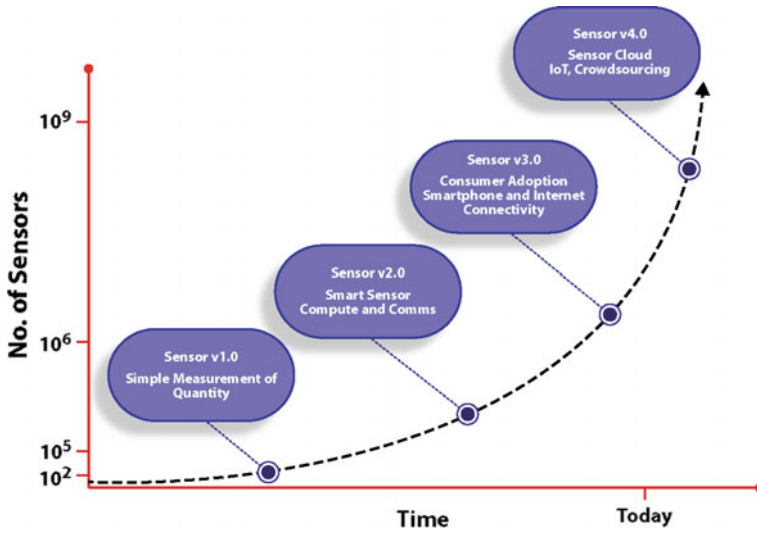 Sensor v4.0
Sensor Cloud
IoT, Crowdsourcing
10⁹
Sensor v3.0
Consumer Adoption
Smartphone and Internet
Connectivity
No. of Sensors
Sensor v2.0
Smart Sensor
Compute and Comms
10⁶
Sensor v1.0
Simple Measurement of
Quantity
10⁵
10²
Time
Today